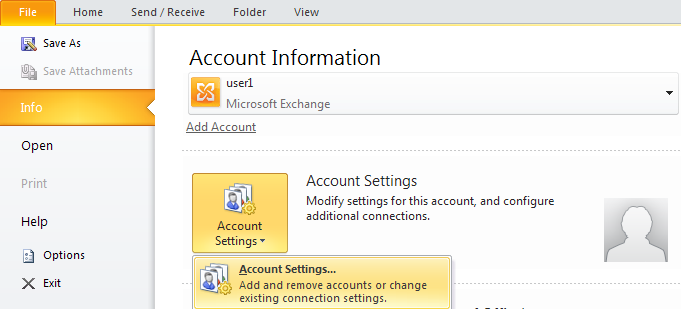 File Home Send / Receive Folder View
Save As
Save Attachments
Info
Open
Print
Help
Options
Exit
Account Information
user1
Microsoft Exchange
Add Account
Account Settings
Account Settings
Modify settings for this account, and configure
additional connections.
Account Settings...
Add and remove accounts or change
existing connection settings.